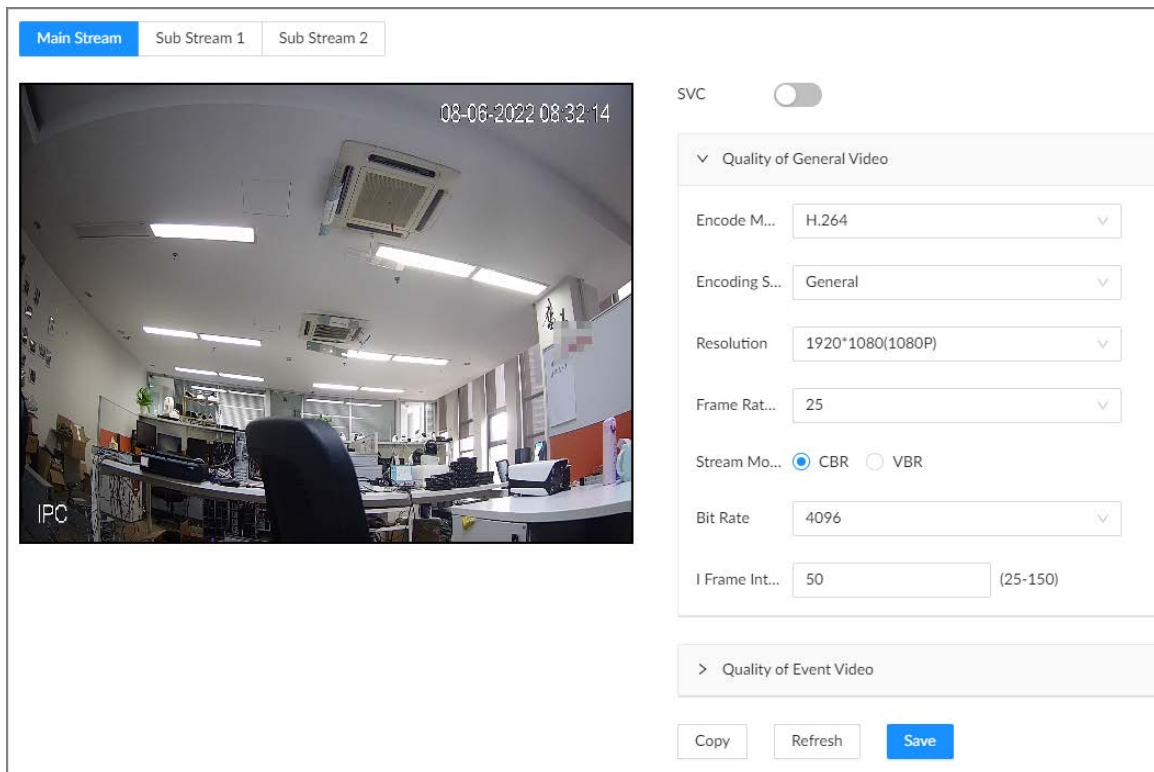 Main Stream Sub Stream 1 Sub Stream 2
08-06-2022 08:32:14
IPC
SVC
Quality of General Video
Encode M... H.264
Encoding S... General
Resolution 1920*1080(1080P)
Frame Rat... 25
Stream Mo... CBR VBR
Bit Rate 4096
I Frame Int... 50 (25-150)
Quality of Event Video
Copy Refresh Save